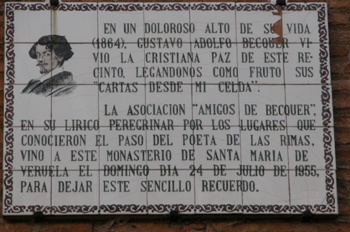 EN UN DOLOROSO ALTO DE SU VIDA
(1864), GUSTAVO ADOLFO BECQUER VI-
VIO LA CRISTIANA PAZ DE ESTE RE-
CINTO, LEGANDONOS COMO FRUTO SUS
"CARTAS DESDE MI CELDA".
LA ASOCIACION "AMIGOS DE BECQUER",
EN SU LIRICO PEREGRINAR POR LOS LUGARES QUE
CONOCIERON EL PASO DEL POETA DE LAS RIMAS,
VINO A ESTE MONASTERIO DE SANTA MARIA DE
VERUELA EL DOMINGO DIA 24 DE JULIO DE 1955,
PARA DEJAR ESTE SENCILLO RECUERDO.